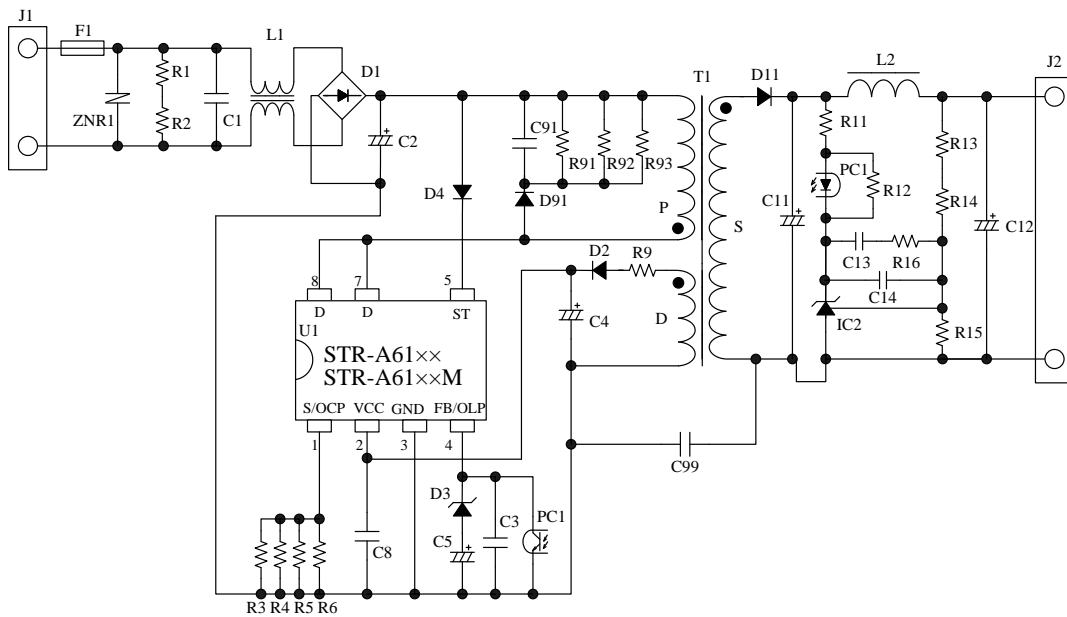 J1
F1
L1
D1
ZNR1
R1
R2
C1
C2
D4
C91
R91
R92
R93
D91
T1
P
S
D
D11
L2
J2
R11
PC1
R12
R13
R14
C11
C12
C13
R16
C14
IC2
R15
D2
R9
C4
8
7
5
D
D
ST
U1
STR-A61××
STR-A61××M
S/OCP
VCC
GND
FB/OLP
1
2
3
4
C99
D3
C5
C3
PC1
C8
R3
R4
R5
R6